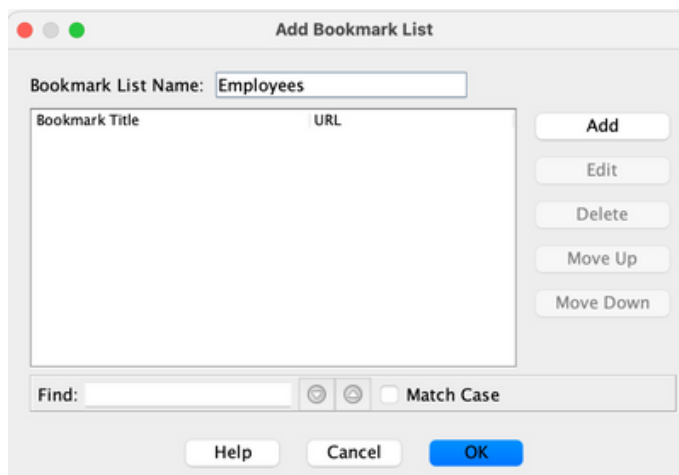 Add Bookmark List
Bookmark List Name: Employees
Bookmark Title URL
Add
Edit
Delete
Move Up
Move Down
Find: Match Case
Help Cancel OK